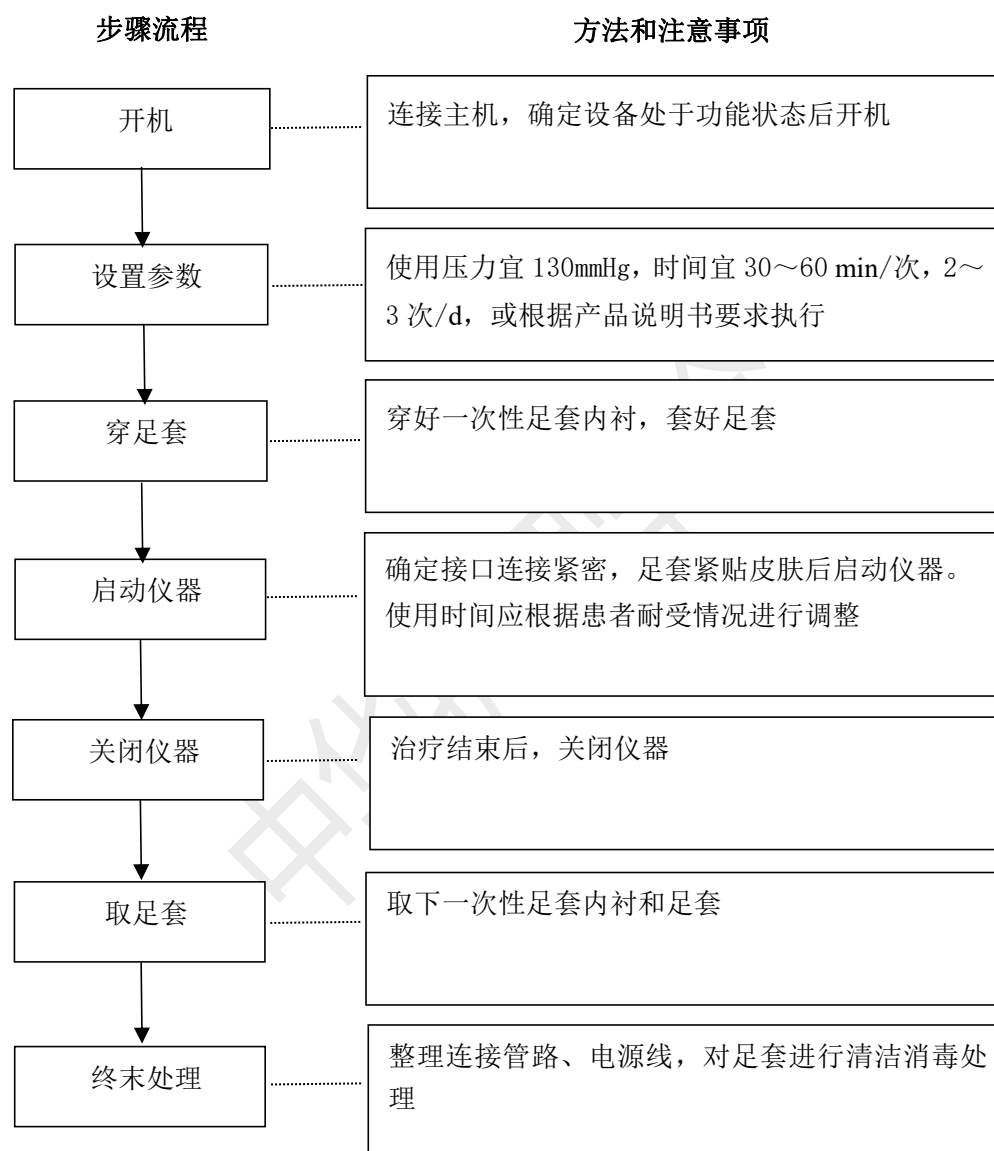 步骤流程
方法和注意事项
开机
连接主机，确定设备处于功能状态后开机
设置参数
使用压力宜 130mmHg，时间宜 30～60 min/次，2～
3 次/d，或根据产品说明书要求执行
穿足套
穿好一次性足套内衬，套好足套
启动仪器
确定接口连接紧密，足套紧贴皮肤后启动仪器。
使用时间应根据患者耐受情况进行调整
关闭仪器
治疗结束后，关闭仪器
取足套
取下一次性足套内衬和足套
终末处理
整理连接管路、电源线，对足套进行清洁消毒处
理